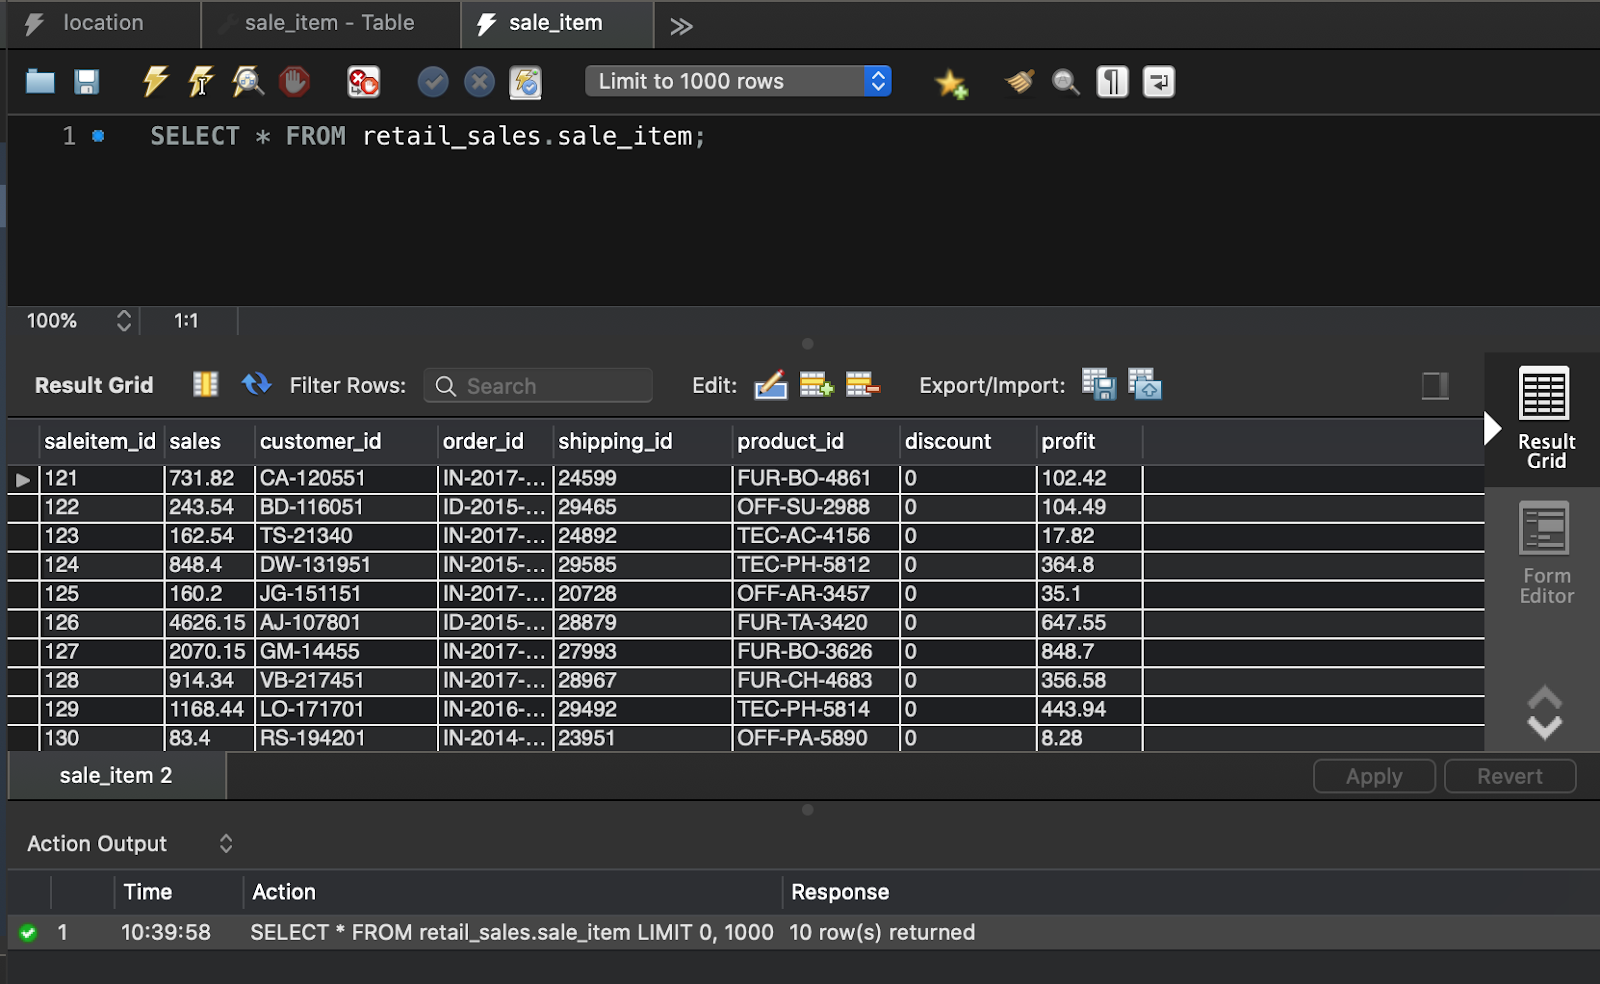 location sale_item - Table sale_item
Limit to 1000 rows
1 SELECT * FROM retail_sales.sale_item;
100% 1:1
Result Grid Filter Rows: Search Edit: Export/Import:
saleitem_id sales customer_id order_id shipping_id product_id discount profit
121 731.82 CA-120551 IN-2017-... 24599 FUR-BO-4861 0 102.42
122 243.54 BD-116051 ID-2015-... 29465 OFF-SU-2988 0 104.49
123 162.54 TS-21340 IN-2017-... 24892 TEC-AC-4156 0 17.82
124 848.4 DW-131951 IN-2015-... 29585 TEC-PH-5812 0 364.8
125 160.2 JG-151151 IN-2017-... 20728 OFF-AR-3457 0 35.1
126 4626.15 AJ-107801 ID-2015-... 28879 FUR-TA-3420 0 647.55
127 2070.15 GM-14455 IN-2017-... 27993 FUR-BO-3626 0 848.7
128 914.34 VB-217451 IN-2017-... 28967 FUR-CH-4683 0 356.58
129 1168.44 LO-171701 IN-2016-... 29492 TEC-PH-5814 0 443.94
130 83.4 RS-194201 IN-2014-... 23951 OFF-PA-5890 0 8.28
Result
Grid
Form
Editor
sale_item 2 Apply Revert
Action Output
Time Action Response
1 10:39:58 SELECT * FROM retail_sales.sale_item LIMIT 0, 1000 10 row(s) returned